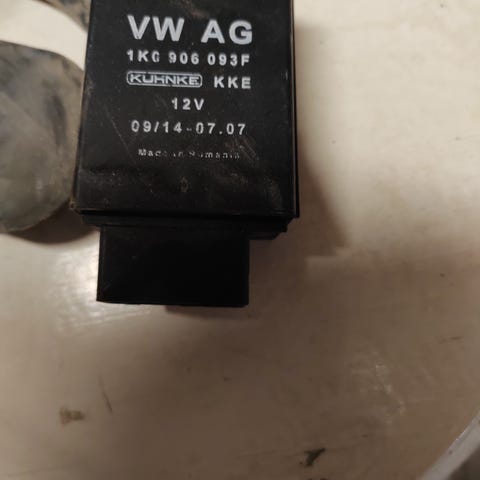 VW AG
1K0 906 093F
KUHNKE KKE
12V
09/14-07.07
Made in Romania